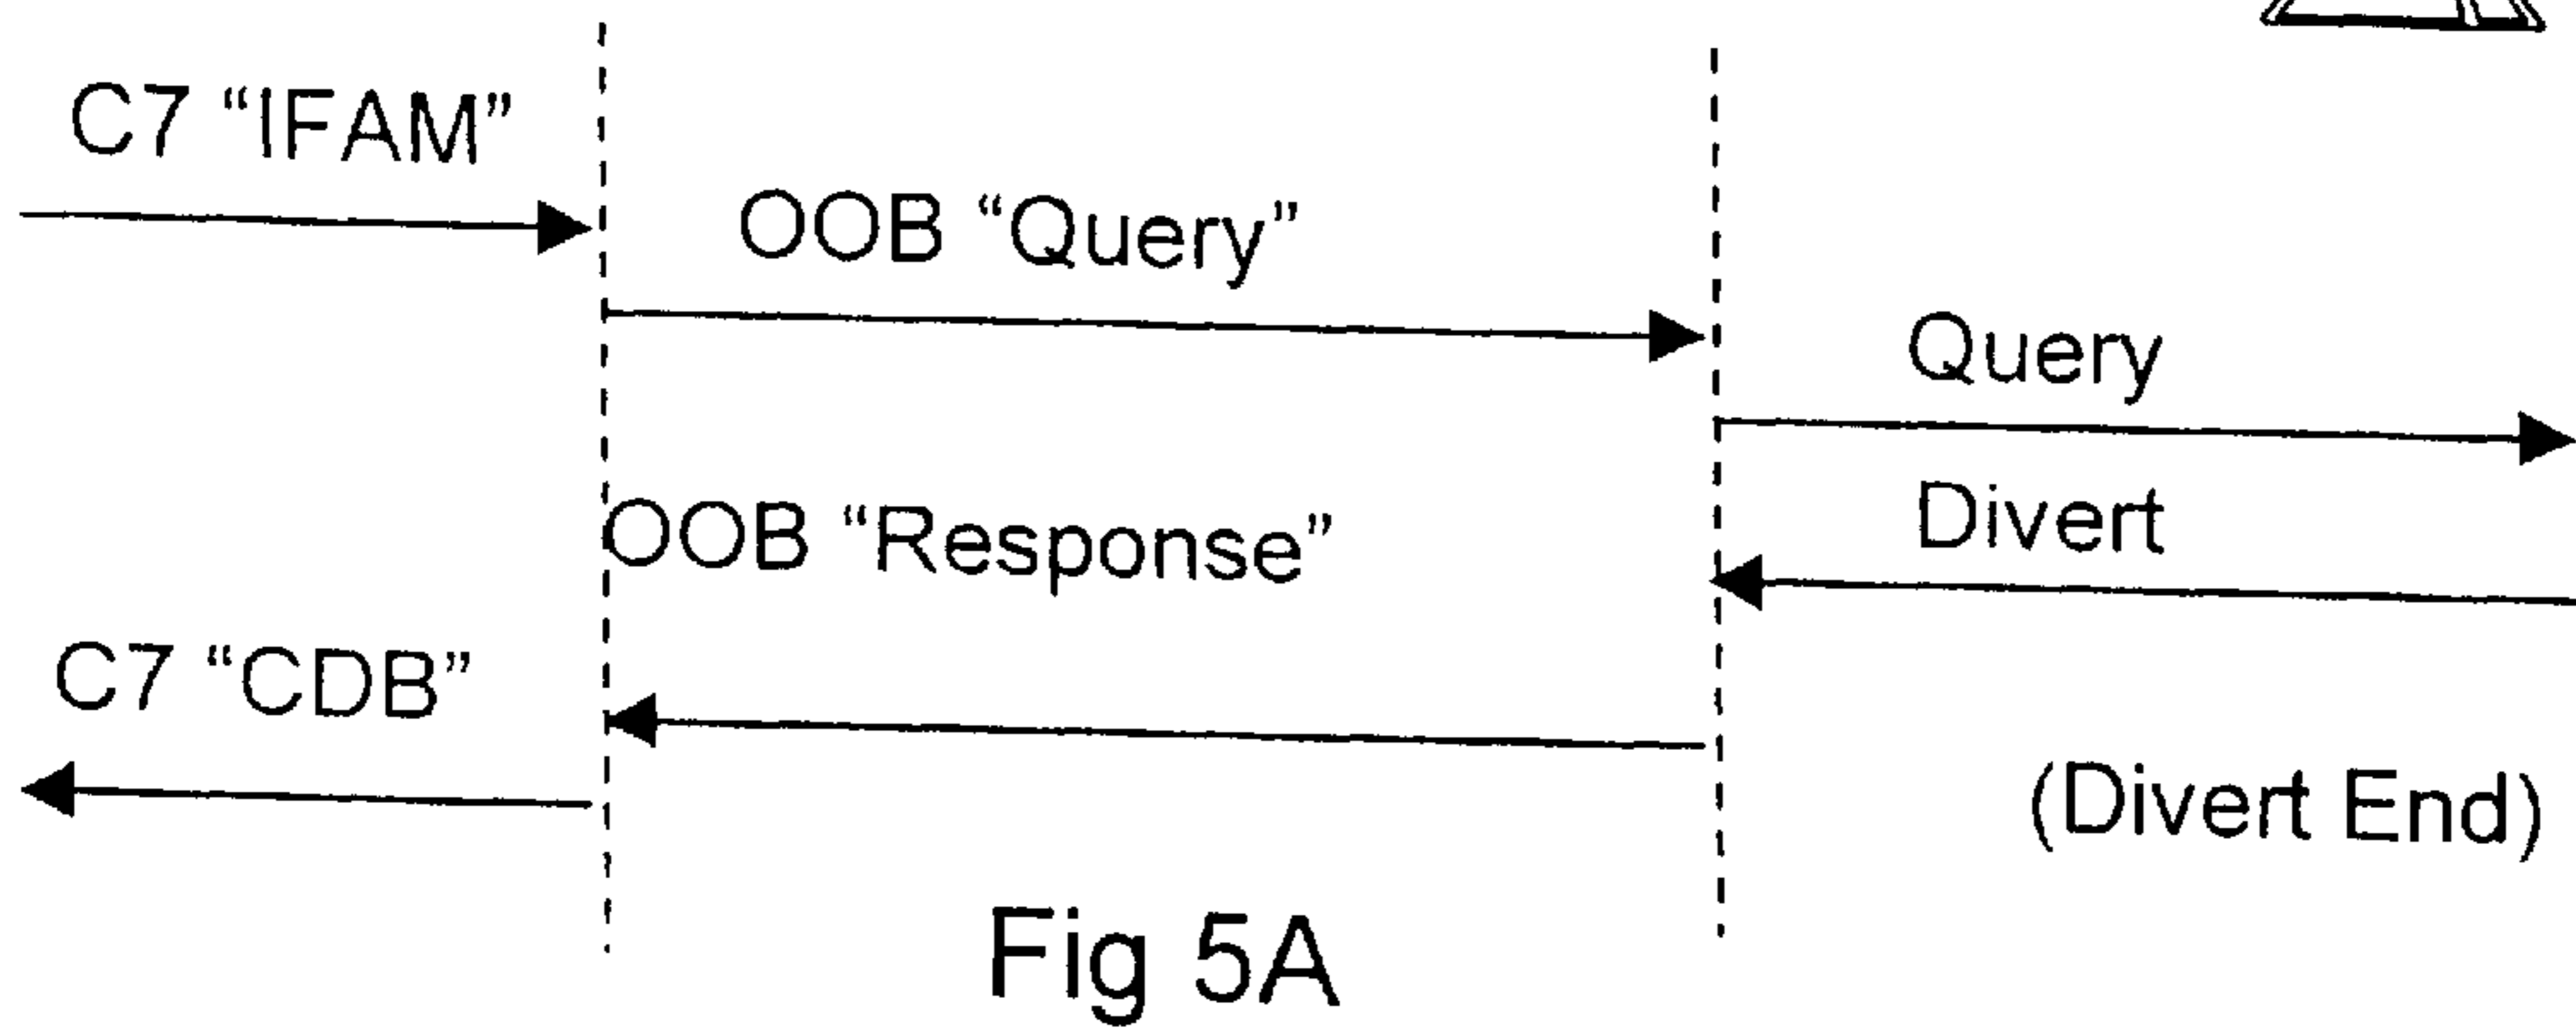 C7 “IFAM”
OOB “Query”
Query
OOB “Response”
Divert
C7 “CDB”
(Divert End)
Fig 5A